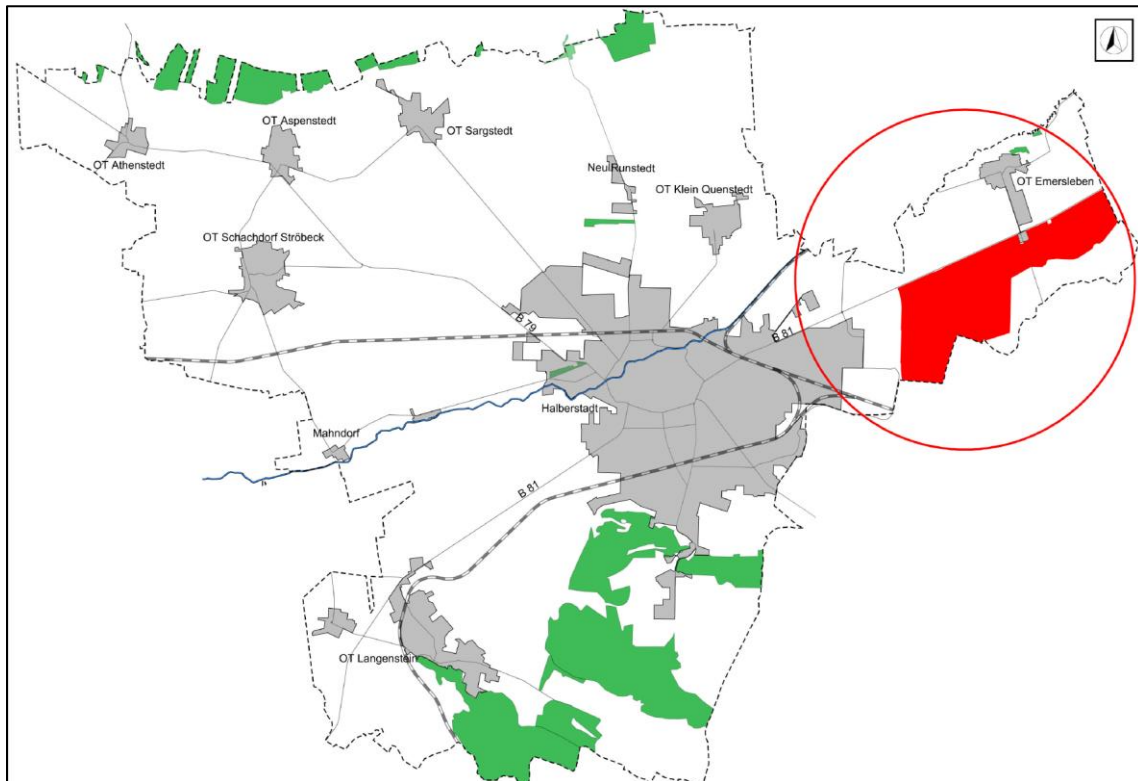 OT Aspenstedt
OT Sargstedt
OT Athenstedt
Neu Runstedt
OT Klein Quenstedt
OT Emersleben
OT Schachdorf Ströbeck
B 79
B 81
Halberstadt
Mahndorf
B 81
OT Langenstein